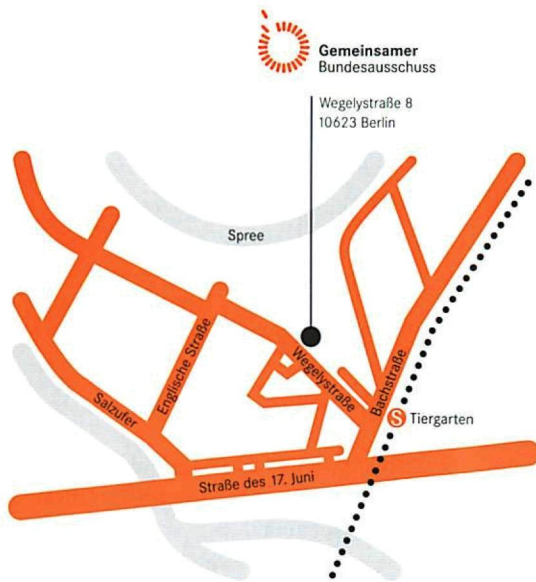 Gemeinsamer
Bundesausschuss
Wegelystraße 8
10623 Berlin
Spree
Englische Straße
Wegelystraße
Bachstraße
Salzufer
S Tiergarten
Straße des 17. Juni